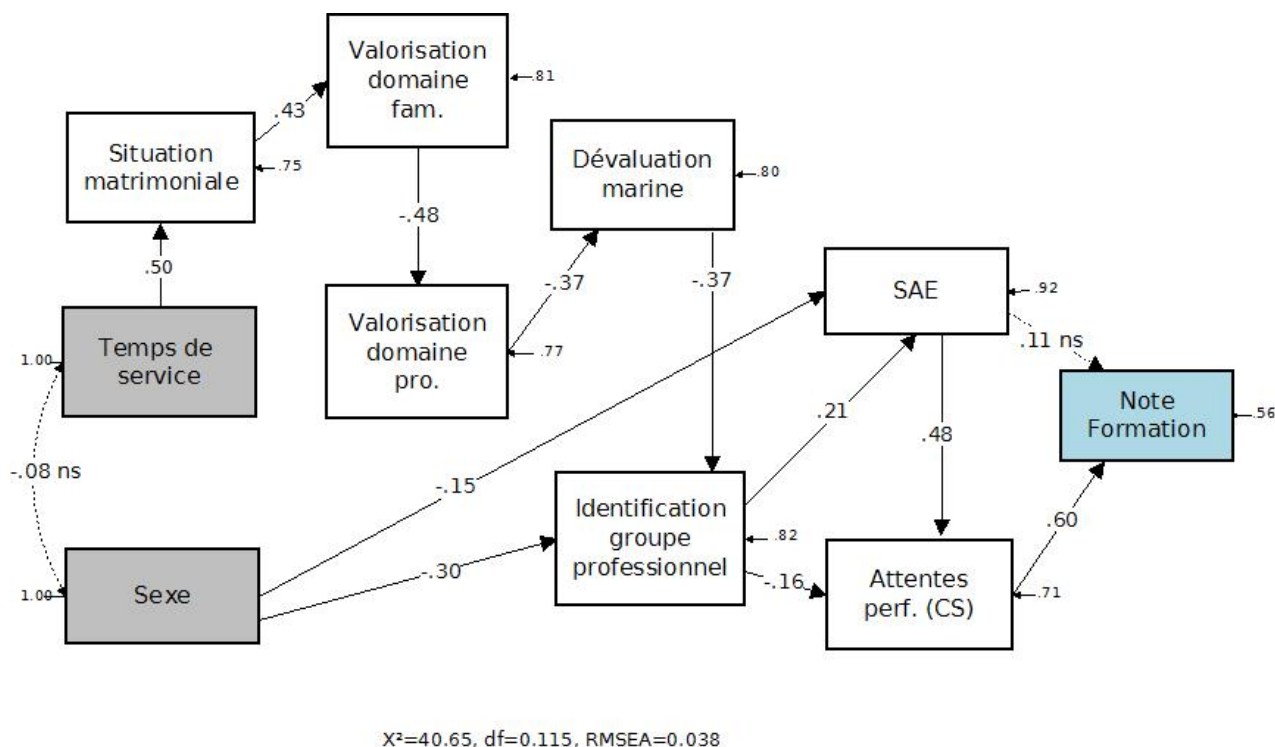 Valorisation
domaine
fam.
.81
.43
Situation
matrimoniale
.75
Dévaluation
marine
.80
-.48
.50
-.37
-.37
SAE
.92
Valorisation
domaine
pro.
.77
Temps de
service
1.00
.11 ns
Note
Formation
.56
.21
.48
-.08 ns
-.15
Identification
groupe
professionnel
.82
.60
-.30
-.16
Attentes
perf. (CS)
.71
Sexe
1.00
X²=40.65, df=0.115, RMSEA=0.038